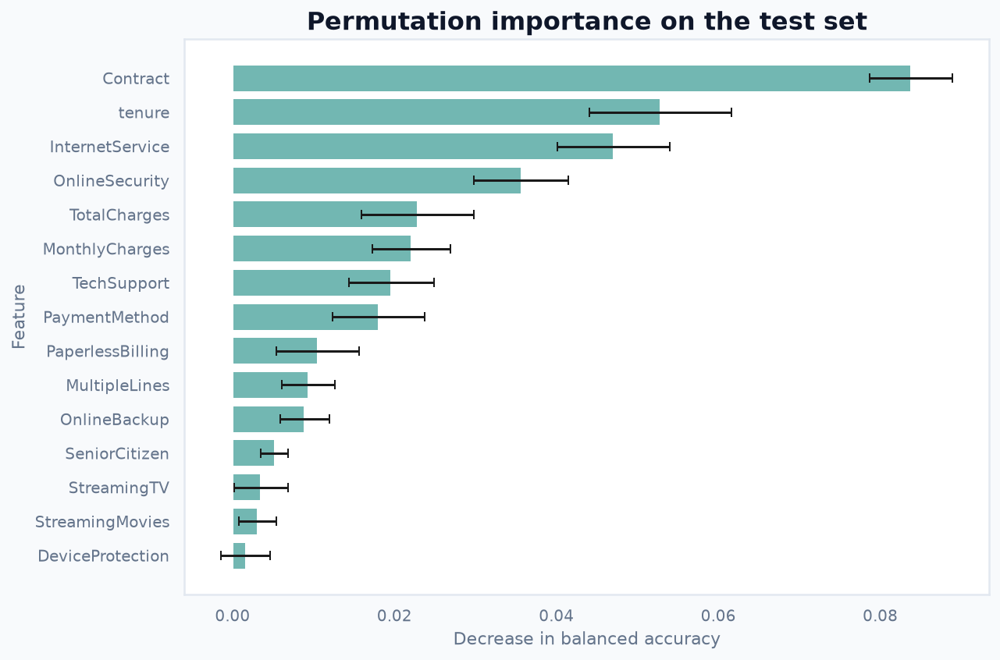 Permutation importance on the test set
Contract
tenure
InternetService
OnlineSecurity
TotalCharges
MonthlyCharges
TechSupport
PaymentMethod
PaperlessBilling
MultipleLines
OnlineBackup
SeniorCitizen
StreamingTV
StreamingMovies
DeviceProtection
Feature
0.00 0.02 0.04 0.06 0.08
Decrease in balanced accuracy